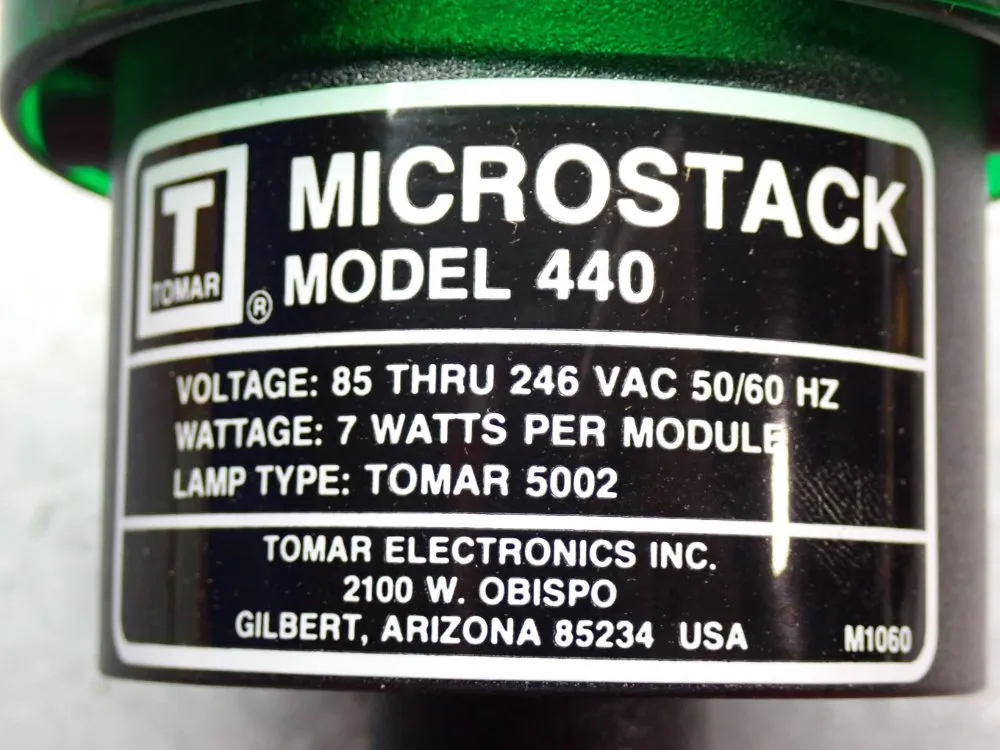 T
TOMAR
®
MICROSTACK
MODEL 440
VOLTAGE: 85 THRU 246 VAC 50/60 HZ
WATTAGE: 7 WATTS PER MODULE
LAMP TYPE: TOMAR 5002
TOMAR ELECTRONICS INC.
2100 W. OBISPO
GILBERT, ARIZONA 85234 USA
M1060